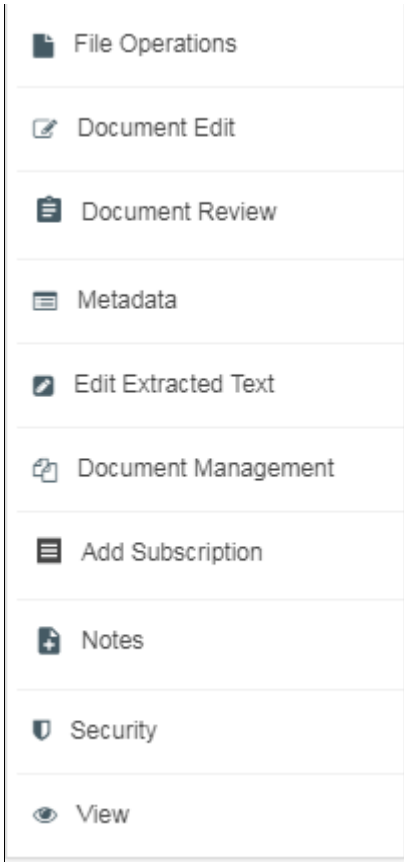 File Operations
Document Edit
Document Review
Metadata
Edit Extracted Text
Document Management
Add Subscription
Notes
Security
View